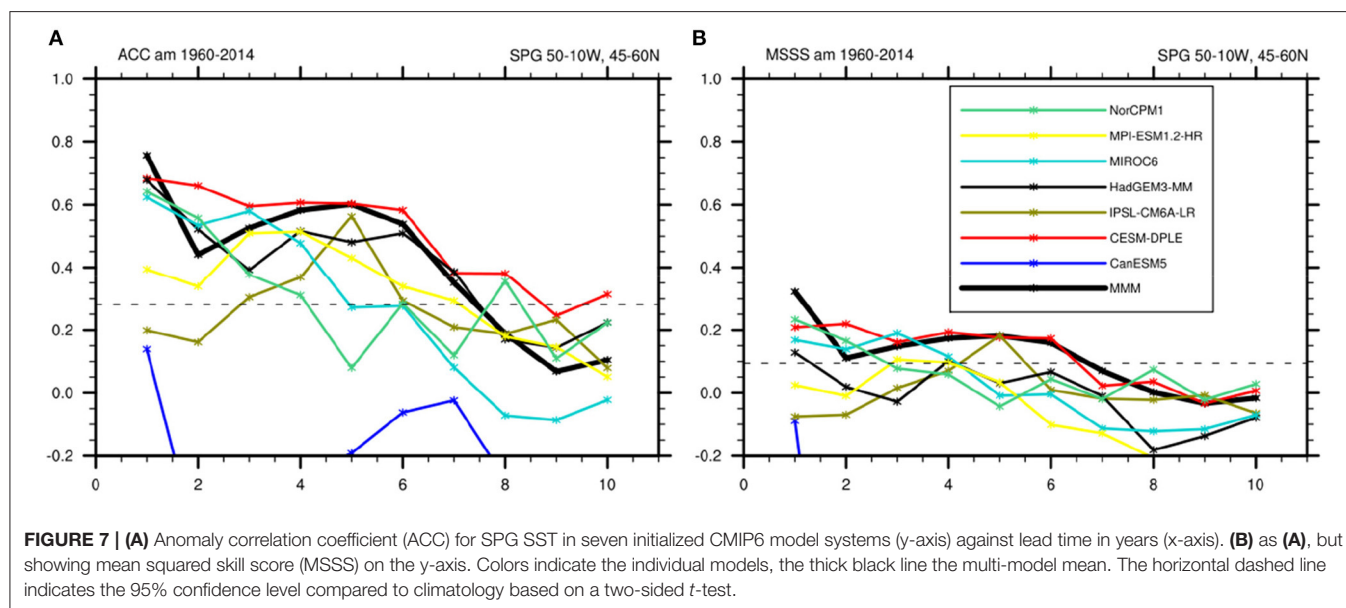 A
ACC am 1960-2014 SPG 50-10W, 45-60N
1.0
0.8
0.6
0.4
0.2
0.0
-0.2
0 2 4 6 8 10
B
MSSS am 1960-2014 SPG 50-10W, 45-60N
1.0
0.8
0.6
0.4
0.2
0.0
-0.2
0 2 4 6 8 10
NorCPM1
MPI-ESM1.2-HR
MIROC6
HadGEM3-MM
IPSL-CM6A-LR
CESM-DPLE
CanESM5
MMM
FIGURE 7 | (A) Anomaly correlation coefficient (ACC) for SPG SST in seven initialized CMIP6 model systems (y-axis) against lead time in years (x-axis). (B) as (A), but
showing mean squared skill score (MSSS) on the y-axis. Colors indicate the individual models, the thick black line the multi-model mean. The horizontal dashed line
indicates the 95% confidence level compared to climatology based on a two-sided t-test.